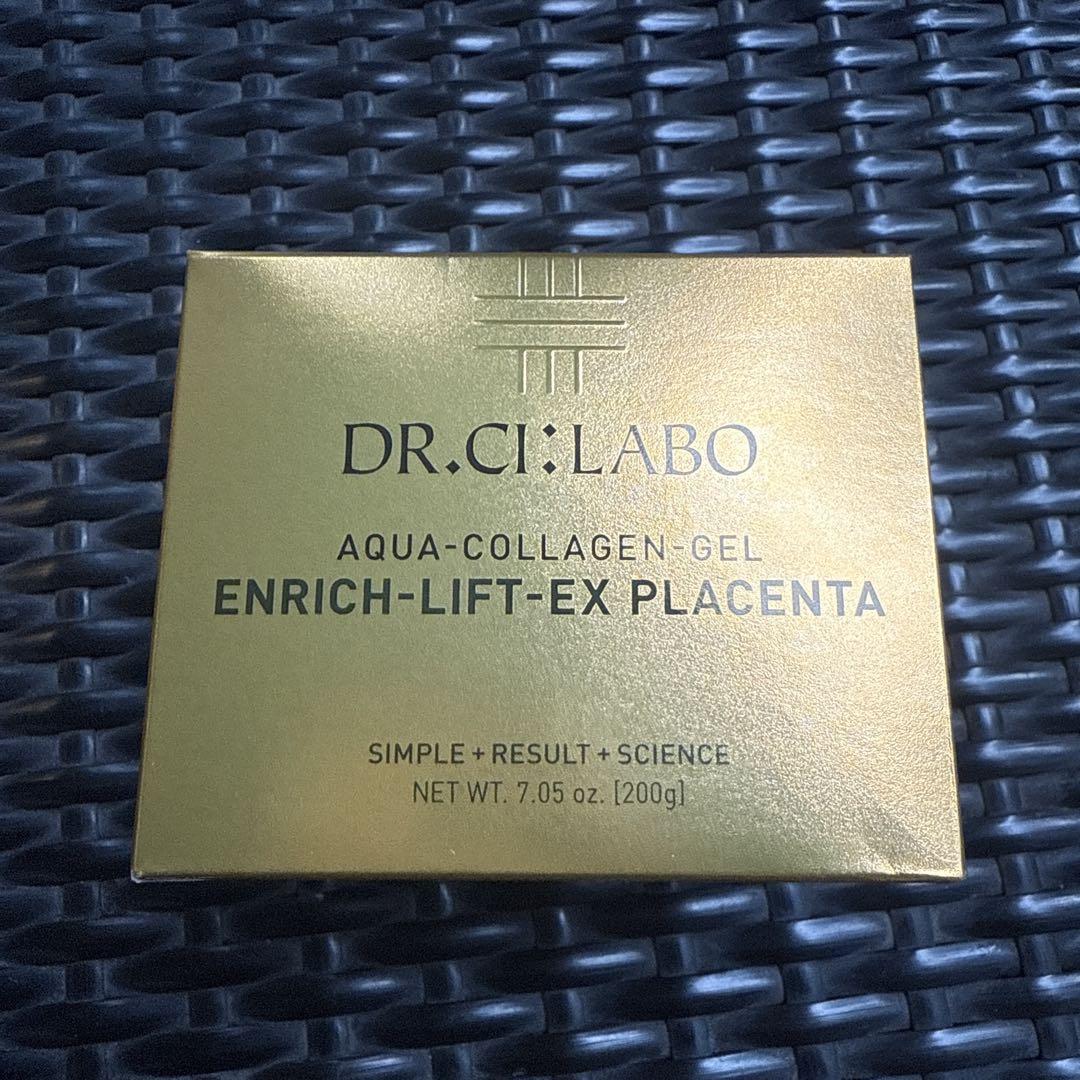 DR.CI:LABO
AQUA-COLLAGEN-GEL
ENRICH-LIFT-EX PLACENTA
SIMPLE + RESULT + SCIENCE
NET WT. 7.05 oz. [200g]